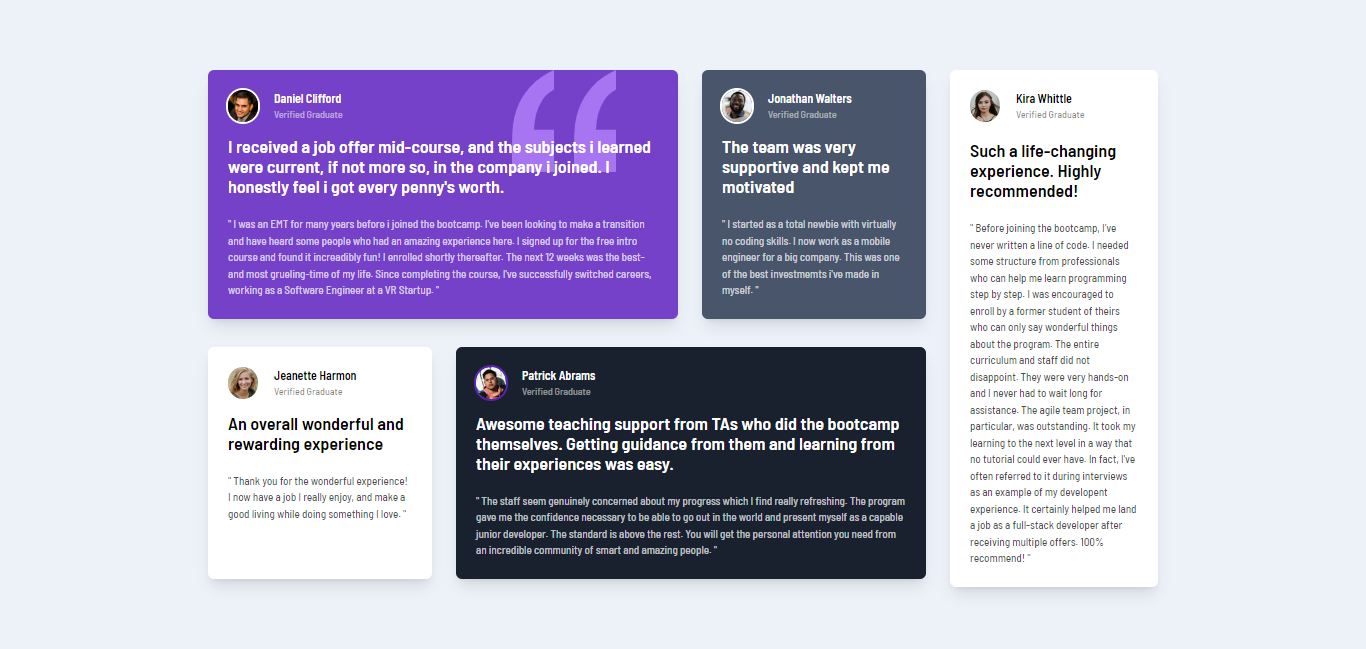 Daniel Clifford
Verified Graduate
I received a job offer mid-course, and the subjects i learned
were current, if not more so, in the company i joined. I
honestly feel i got every penny's worth.
" I was an EMT for many years before i joined the bootcamp. I've been looking to make a transition
and have heard some people who had an amazing experience here. I signed up for the free intro
course and found it increadibly fun! I enrolled shortly thereafter. The next 12 weeks was the best-
and most grueling-time of my life. Since completing the course, I've successfully switched careers,
working as a Software Engineer at a VR Startup. "
Jonathan Walters
Verified Graduate
The team was very
supportive and kept me
motivated
" I started as a total newbie with virtually
no coding skills. I now work as a mobile
engineer for a big company. This was one
of the best investmemts i've made in
myself. "
Kira Whittle
Verified Graduate
Such a life-changing
experience. Highly
recommended!
" Before joining the bootcamp, I've
never written a line of code. I needed
some structure from professionals
who can help me learn programming
step by step. I was encouraged to
enroll by a former student of theirs
who can only say wonderful things
about the program. The entire
curriculum and staff did not
disappoint. They were very hands-on
and I never had to wait long for
assistance. The agile team project, in
particular, was outstanding. It took my
learning to the next level in a way that
no tutorial could ever have. In fact, I've
often referred to it during interviews
as an example of my developent
experience. It certainly helped me land
a job as a full-stack developer after
receiving multiple offers. 100%
recommend! "
Jeanette Harmon
Verified Graduate
An overall wonderful and
rewarding experience
" Thank you for the wonderful experience!
I now have a job I really enjoy, and make a
good living while doing something I love. "
Patrick Abrams
Verified Graduate
Awesome teaching support from TAs who did the bootcamp
themselves. Getting guidance from them and learning from
their experiences was easy.
" The staff seem genuinely concerned about my progress which I find really refreshing. The program
gave me the confidence necessary to be able to go out in the world and present myself as a capable
junior developer. The standard is above the rest. You will get the personal attention you need from
an incredible community of smart and amazing people. "